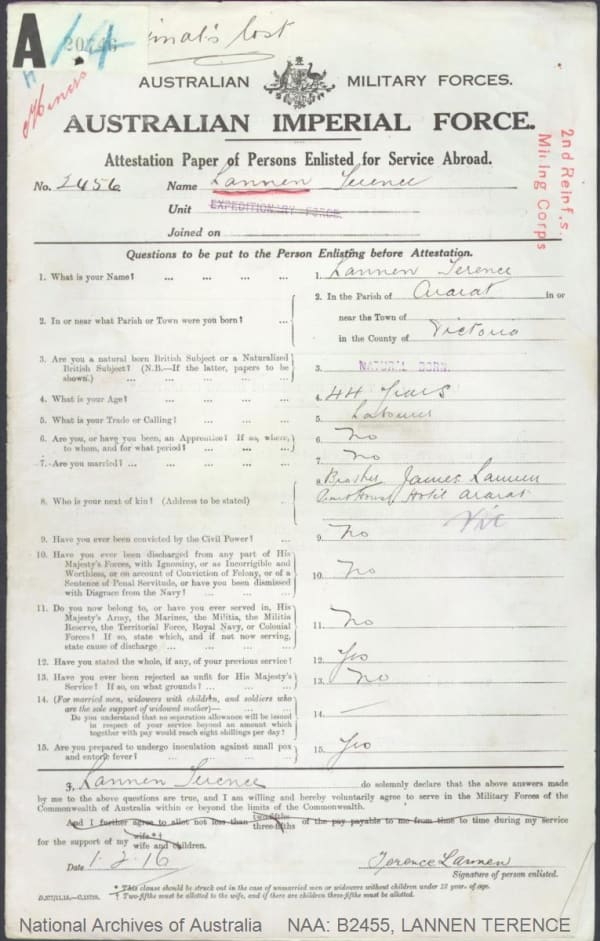 A
20746
lost
Miners
AUSTRALIAN MILITARY FORCES.
AUSTRALIAN IMPERIAL FORCE.
Attestation Paper of Persons Enlisted for Service Abroad.
No. 2456 Name Lannen Terence
Unit EXPEDITIONARY FORCE.
Joined on
2nd Reinf.s.
Mining Corps
Questions to be put to the Person Enlisting before Attestation.
1. What is your Name? ... ... ... ...
1. Lannen Terence
2. In or near what Parish or Town were you born? ...
2. In the Parish of Ararat in or
near the Town of
in the County of Victoria
3. Are you a natural born British Subject or a Naturalized
British Subject? (N.B.—If the latter, papers to be
shown.) ... ... ... ...
3. NATURAL BORN.
4. What is your Age? ... ... ... ...
4. 44 Years
5. What is your Trade or Calling? ... ... ...
5. Labourer
6. Are you, or have you been, an Apprentice? If so, where,
to whom, and for what period? ... ... ...
6. No
7. Are you married? ... ... ... ...
7. No
8. Who is your next of kin? (Address to be stated) ...
8. Brother James Lannen
Hotel Ararat
Vic
9. Have you ever been convicted by the Civil Power? ...
9. No
10. Have you ever been discharged from any part of His
Majesty's Forces, with Ignominy, or as Incorrigible and
Worthless, or on account of Conviction of Felony, or of a
Sentence of Penal Servitude, or have you been dismissed
with Disgrace from the Navy? ... ... ...
10. No
11. Do you now belong to, or have you ever served in, His
Majesty's Army, the Marines, the Militia, the Militia
Reserve, the Territorial Force, Royal Navy, or Colonial
Forces? If so, state which, and if not now serving,
state cause of discharge ... ... ...
11. No
12. Have you stated the whole, if any, of your previous service?
12. Yes
13. Have you ever been rejected as unfit for His Majesty's
Service? If so, on what grounds? ... ... ...
13. No
14. (For married men, widowers with children, and soldiers who
are the sole support of widowed mother)—
Do you understand that no separation allowance will be issued
in respect of your service beyond an amount which
together with pay would reach eight shillings per day?
14. —
15. Are you prepared to undergo inoculation against small pox
and enteric fever?
15. Yes
I, Lannen Terence do solemnly declare that the above answers made
by me to the above questions are true, and I am willing and hereby voluntarily agree to serve in the Military Forces of the
Commonwealth of Australia within or beyond the limits of the Commonwealth.
And I further agree to allot not less than two-fifths three-fifths of the pay payable to me from time to time during my service
for the support of my wife*† wife and children.
Date 1.2.16
Terence Lannen
Signature of person enlisted.
* This clause should be struck out in the case of unmarried men or widowers without children under 18 years of age.
† Two-fifths must be allotted to the wife, and if there are children three-fifths must be allotted.
National Archives of Australia NAA: B2455, LANNEN TERENCE